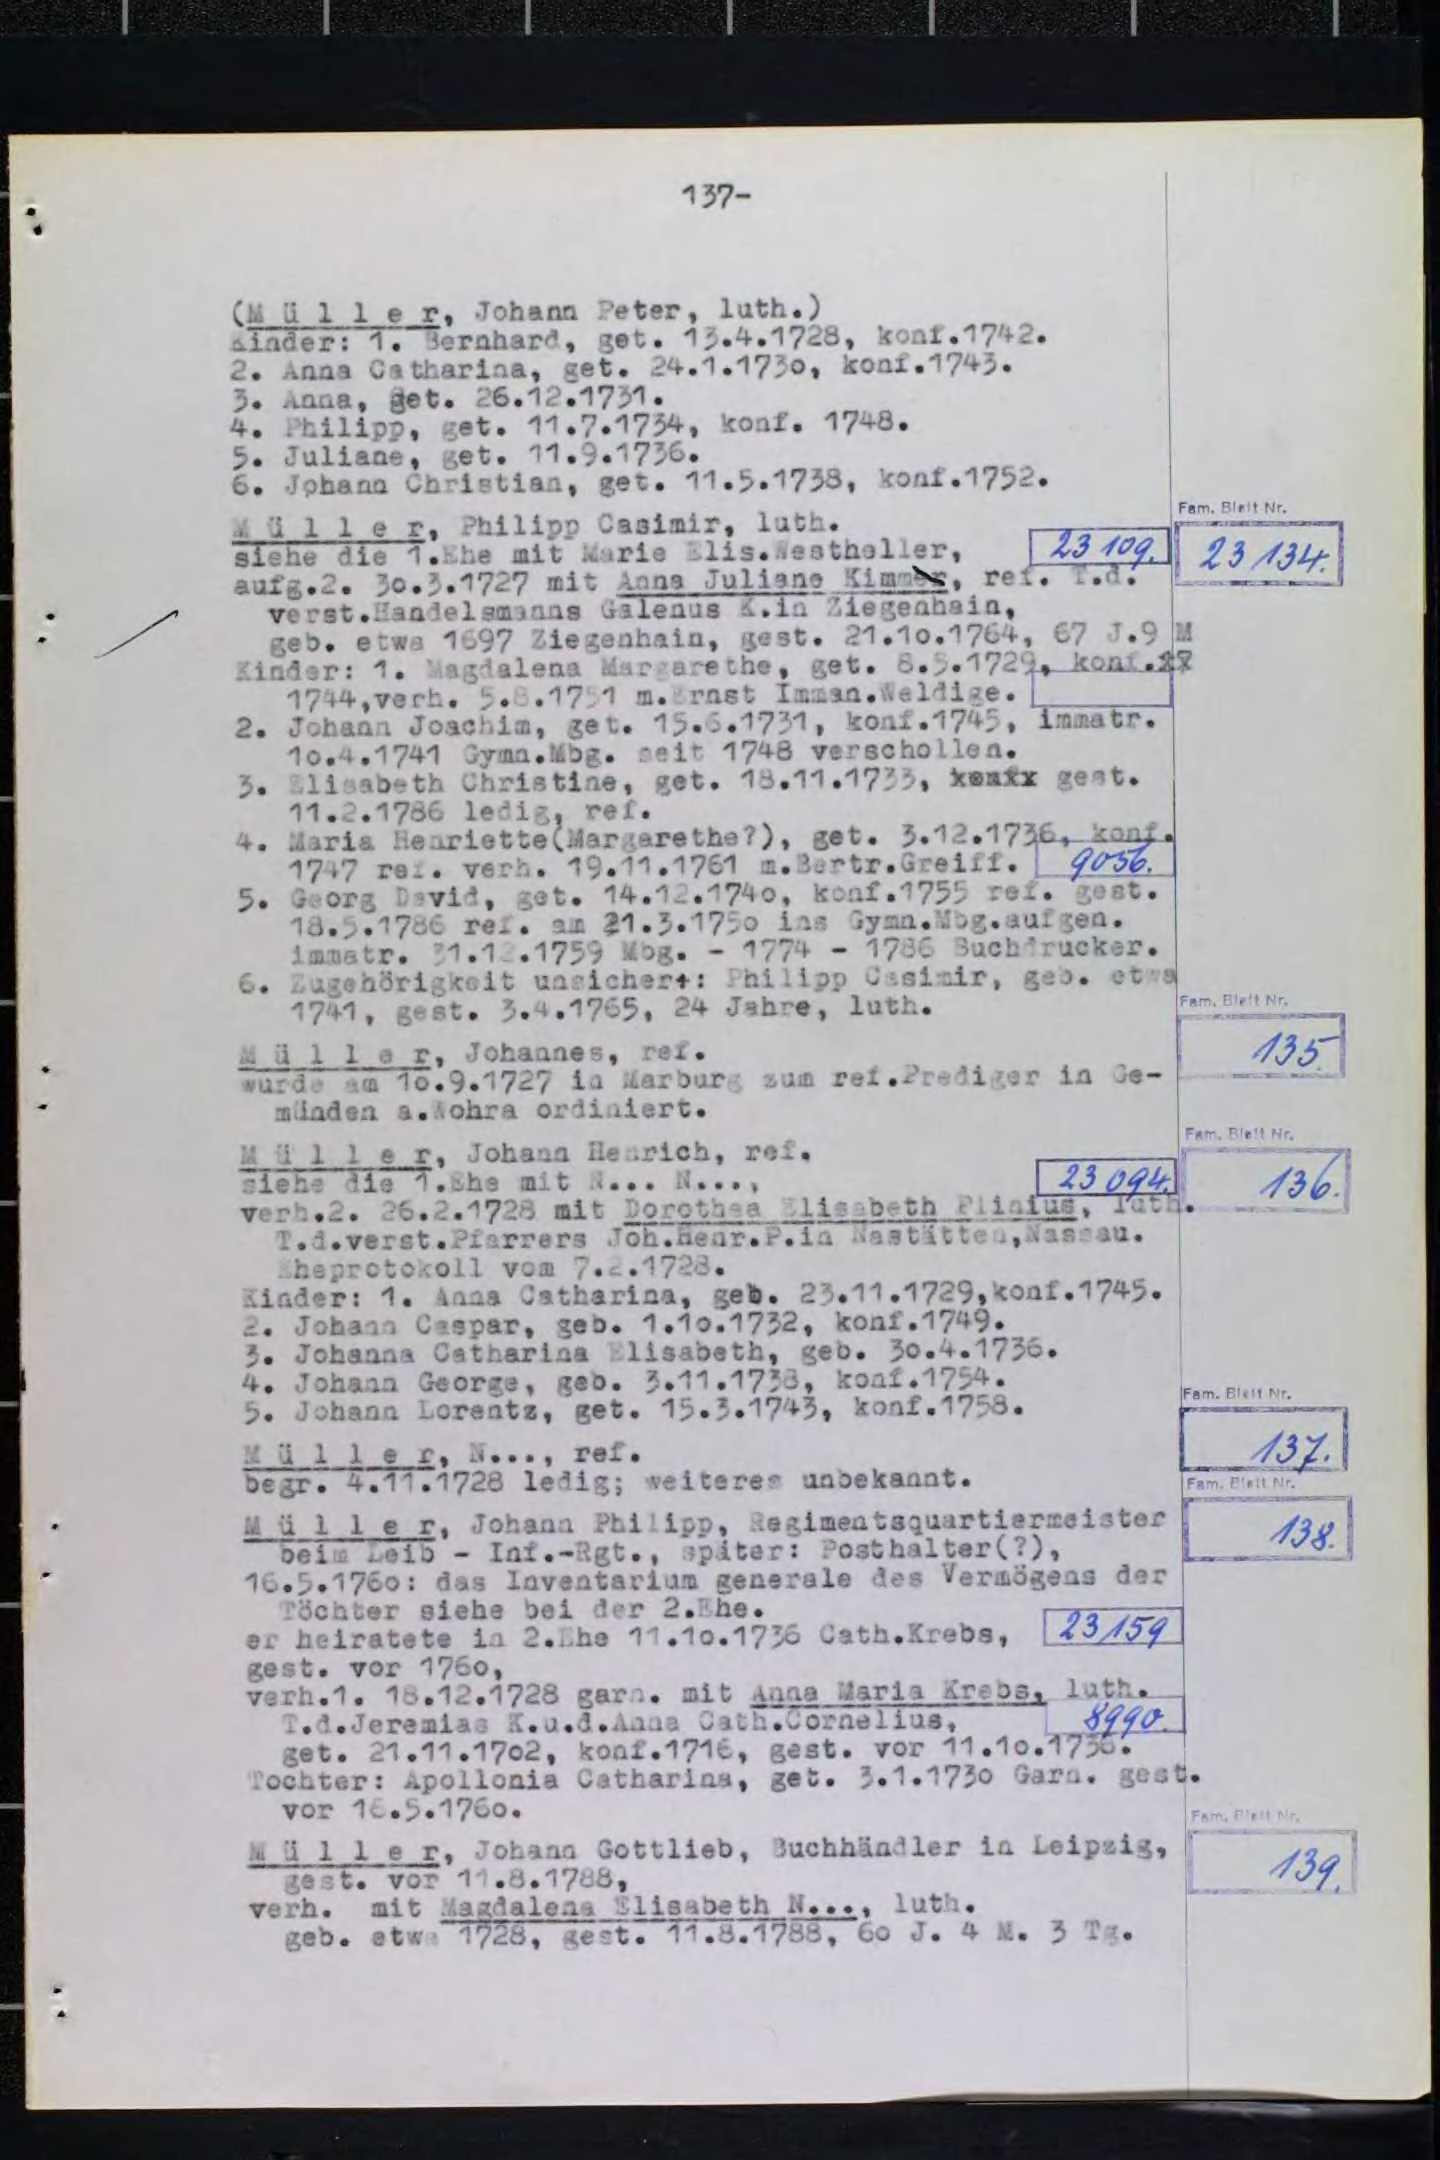 137-
(M ü l l e r, Johann Peter, luth.)
Kinder: 1. Bernhard, get. 13.4.1728, konf.1742.
2. Anna Catharina, get. 24.1.1730, konf.1743.
3. Anna, get. 26.12.1731.
4. Philipp, get. 11.7.1734, konf. 1748.
5. Juliane, get. 11.9.1736.
6. Johann Christian, get. 11.5.1738, konf.1752.
Fam. Blatt Nr.
M ü l l e r, Philipp Casimir, luth.
siehe die 1.Ehe mit Marie Elis.Westheller, 23 109. 23 134.
aufg.2. 30.3.1727 mit Anna Juliane Kimmer, ref. T.d.
verst.Handelsmanns Galenus K.in Ziegenhain,
geb. etwa 1697 Ziegenhain, gest. 21.10.1764, 67 J.9 M
Kinder: 1. Magdalena Margarethe, get. 8.5.1729, konf.
1744,verh. 5.8.1751 m.Ernst Imman.Weldige.
2. Johann Joachim, get. 15.6.1731, konf.1745, immatr.
10.4.1741 Gymn.Mbg. seit 1748 verschollen.
3. Elisabeth Christine, get. 18.11.1733, gest.
11.2.1786 ledig, ref.
4. Maria Henriette(Margarethe?), get. 3.12.1736, konf.
1747 ref. verh. 19.11.1761 m.Bertr.Greiff. 9056.
5. Georg David, get. 14.12.1740, konf.1755 ref. gest.
18.5.1786 ref. am 21.3.1750 ins Gymn.Mbg.aufgen.
immatr. 31.12.1759 Mbg. - 1774 - 1786 Buchdrucker.
6. Zugehörigkeit unsichert: Philipp Casimir, geb. etwa
1741, gest. 3.4.1765, 24 Jahre, luth.
Fam. Blatt Nr.
135.
M ü l l e r, Johannes, ref.
wurde am 10.9.1727 in Marburg zum ref.Prediger in Ge-
münden a.Wohra ordiniert.
Fam. Blatt Nr.
M ü l l e r, Johann Henrich, ref.
siehe die 1.Ehe mit N... N..., 23 094. 136.
verh.2. 26.2.1728 mit Dorothea Elisabeth Plinius, luth.
T.d.verst.Pfarrers Joh.Henr.P.in Nastätten,Nassau.
Eheprotokoll vom 7.2.1728.
Kinder: 1. Anna Catharina, geb. 23.11.1729,konf.1745.
2. Johann Caspar, geb. 1.10.1732, konf.1749.
3. Johanna Catharina Elisabeth, geb. 30.4.1736.
4. Johann George, geb. 3.11.1738, konf.1754.
5. Johann Lorentz, get. 15.3.1743, konf.1758.
Fam. Blatt Nr.
M ü l l e r, N..., ref. 137.
begr. 4.11.1728 ledig; weiteres unbekannt.
Fam. Blatt Nr.
M ü l l e r, Johann Philipp, Regimentsquartiermeister 138.
beim Leib - Inf.-Rgt., später: Posthalter(?),
16.5.1760: das Inventarium generale des Vermögens der
Töchter siehe bei der 2.Ehe.
er heiratete in 2.Ehe 11.10.1736 Cath.Krebs, 23 159
gest. vor 1760,
verh.1. 18.12.1728 garn. mit Anna Maria Krebs, luth.
T.d.Jeremias K.u.d.Anna Cath.Cornelius, 8990.
get. 21.11.1702, konf.1716, gest. vor 11.10.1736.
Tochter: Apollonia Catharina, get. 3.1.1730 Garn. gest.
vor 16.5.1760.
Fam. Blatt Nr.
M ü l l e r, Johann Gottlieb, Buchhändler in Leipzig, 139.
gest. vor 11.8.1788,
verh. mit Magdalena Elisabeth N..., luth.
geb. etwa 1728, gest. 11.8.1788, 60 J. 4 M. 3 Tg.